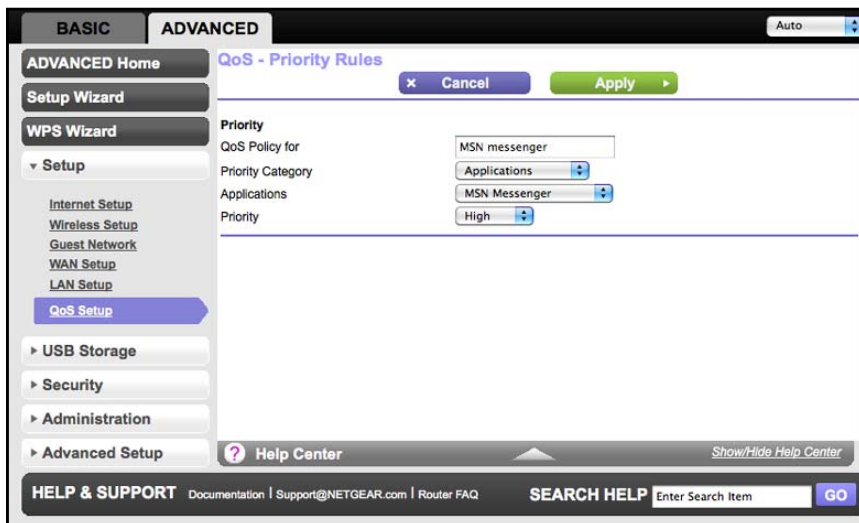 BASIC
ADVANCED
Auto
ADVANCED Home
Setup Wizard
WPS Wizard
Setup
Internet Setup
Wireless Setup
Guest Network
WAN Setup
LAN Setup
QoS Setup
USB Storage
Security
Administration
Advanced Setup
QoS - Priority Rules
x Cancel
Apply
Priority
QoS Policy for MSN messenger
Priority Category Applications
Applications MSN Messenger
Priority High
? Help Center
Show/Hide Help Center
HELP & SUPPORT Documentation | Support@NETGEAR.com | Router FAQ
SEARCH HELP Enter Search Item GO